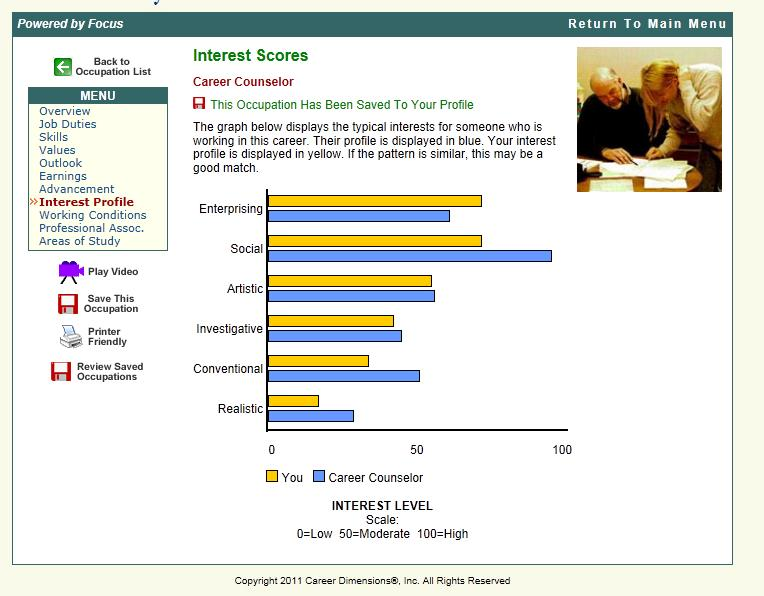 Powered by Focus
Return To Main Menu
Back to
Occupation List
MENU
Overview
Job Duties
Skills
Values
Outlook
Earnings
Advancement
»Interest Profile
Working Conditions
Professional Assoc.
Areas of Study
Play Video
Save This
Occupation
Printer
Friendly
Review Saved
Occupations
Interest Scores
Career Counselor
This Occupation Has Been Saved To Your Profile
The graph below displays the typical interests for someone who is
working in this career. Their profile is displayed in blue. Your interest
profile is displayed in yellow. If the pattern is similar, this may be a
good match.
Enterprising
Social
Artistic
Investigative
Conventional
Realistic
0 50 100
You Career Counselor
INTEREST LEVEL
Scale:
0=Low 50=Moderate 100=High
Copyright 2011 Career Dimensions®, Inc. All Rights Reserved